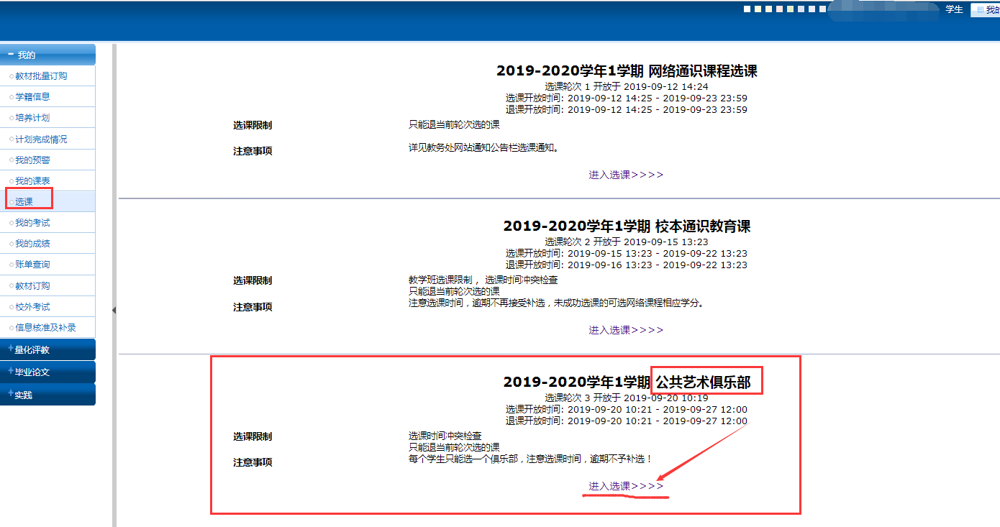 学生
我的
我的
教材批量订购
学籍信息
培养计划
计划完成情况
我的预警
我的课表
选课
我的考试
我的成绩
账单查询
教材订购
校外考试
信息核准及补录
量化评教
毕业论文
实践
2019-2020学年1学期 网络通识课程选课
选课轮次 1 开放于 2019-09-12 14:24
选课开放时间: 2019-09-12 14:25 - 2019-09-23 23:59
退课开放时间: 2019-09-12 14:25 - 2019-09-23 23:59
选课限制 只能退当前轮次选的课
注意事项 详见教务处网站通知公告栏选课通知。
进入选课>>>>
2019-2020学年1学期 校本通识教育课
选课轮次 2 开放于 2019-09-15 13:23
选课开放时间: 2019-09-15 13:23 - 2019-09-22 13:23
退课开放时间: 2019-09-16 13:23 - 2019-09-22 13:23
选课限制 教学班选课限制 ，选课时间冲突检查
只能退当前轮次选的课
注意事项 注意选课时间，逾期不再接受补选，未成功选课的可选网络课程相应学分。
进入选课>>>>
2019-2020学年1学期 公共艺术俱乐部
选课轮次 3 开放于 2019-09-20 10:19
选课开放时间: 2019-09-20 10:21 - 2019-09-27 12:00
退课开放时间: 2019-09-20 10:21 - 2019-09-27 12:00
选课限制 选课时间冲突检查
只能退当前轮次选的课
注意事项 每个学生只能选一个俱乐部，注意选课时间，逾期不予补选！
进入选课>>>>